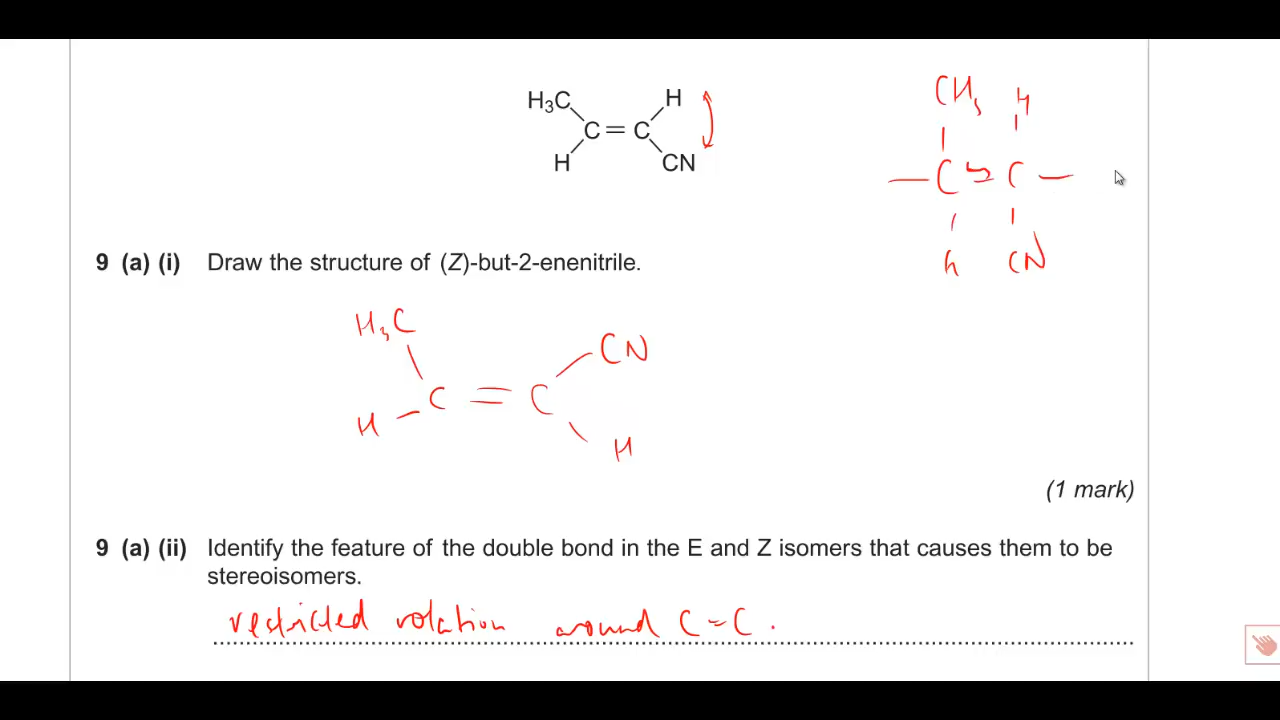 H₃C H
C = C
H CN
CH₃ H
C = C
h CN
9 (a) (i) Draw the structure of (Z)-but-2-enenitrile.
H₃C CN
C = C
H H
(1 mark)
9 (a) (ii) Identify the feature of the double bond in the E and Z isomers that causes them to be
stereoisomers.
restricted rotation around C=C.